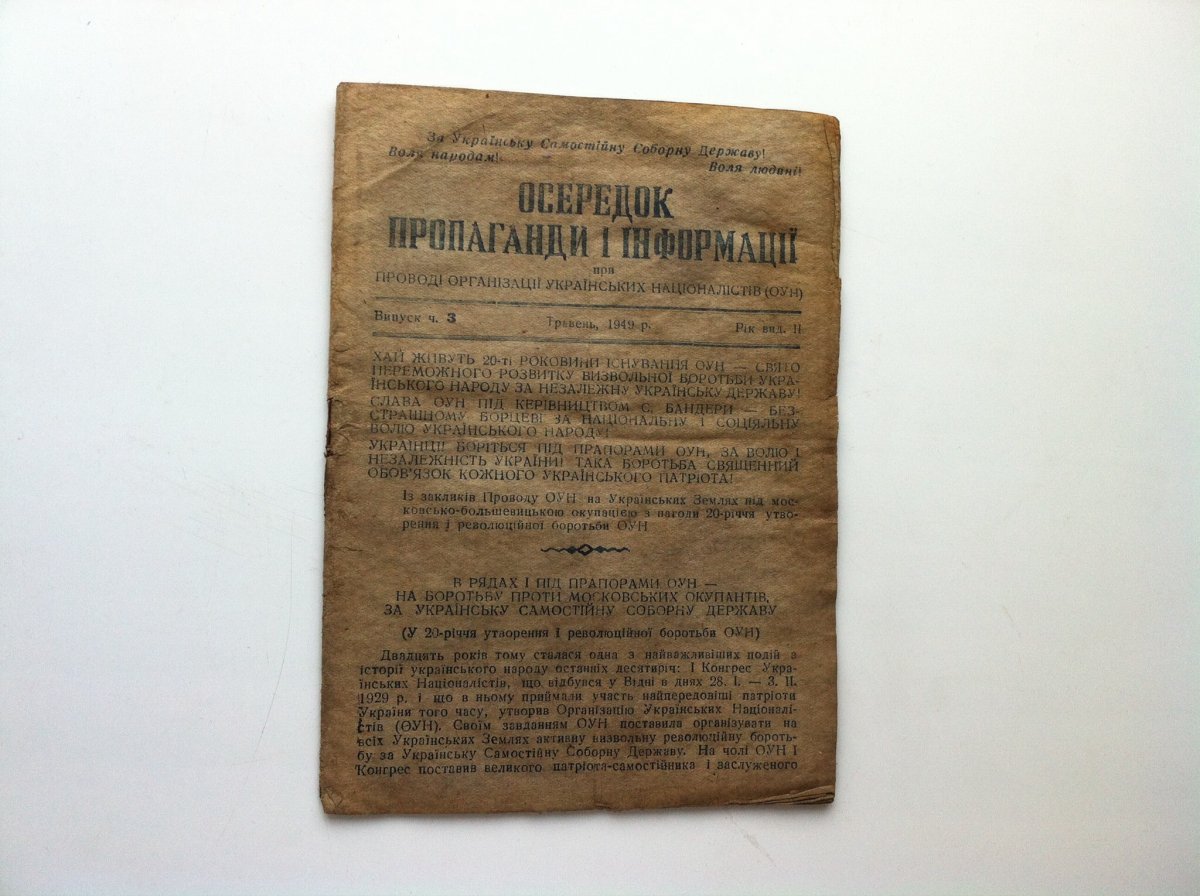 За Українську Самостійну Соборну Державу!
Воля народам! Воля людині!
ОСЕРЕДОК
ПРОПАГАНДИ І ІНФОРМАЦІЇ
при
ПРОВОДІ ОРГАНІЗАЦІЇ УКРАЇНСЬКИХ НАЦІОНАЛІСТІВ (ОУН)
Випуск ч. 3 Травень, 1949 р. Рік вид. II
ХАЙ ЖИВУТЬ 20-ті РОКОВИНИ ІСНУВАННЯ ОУН — СВЯТО
ПЕРЕМОЖНОГО РОЗВИТКУ ВИЗВОЛЬНОЇ БОРОТЬБИ УКРА-
ЇНСЬКОГО НАРОДУ ЗА НЕЗАЛЕЖНУ УКРАЇНСЬКУ ДЕРЖАВУ!
СЛАВА ОУН ПІД КЕРІВНИЦТВОМ С. БАНДЕРИ — БЕЗ-
СТРАШНОМУ БОРЦЕВІ ЗА НАЦІОНАЛЬНУ І СОЦІЯЛЬНУ
ВОЛЮ УКРАЇНСЬКОГО НАРОДУ!
УКРАЇНЦІ! БОРІТЬСЯ ПІД ПРАПОРАМИ ОУН, ЗА ВОЛЮ І
НЕЗАЛЕЖНІСТЬ УКРАЇНИ! ТАКА БОРОТЬБА СВЯЩЕННИЙ
ОБОВ'ЯЗОК КОЖНОГО УКРАЇНСЬКОГО ПАТРІОТА!
Із закликів Проводу ОУН на Українських Землях під мос-
ковсько-большевицькою окупацією з нагоди 20-річчя утво-
рення і революційної боротьби ОУН
В РЯДАХ І ПІД ПРАПОРАМИ ОУН —
НА БОРОТЬБУ ПРОТИ МОСКОВСЬКИХ ОКУПАНТІВ,
ЗА УКРАЇНСЬКУ САМОСТІЙНУ СОБОРНУ ДЕРЖАВУ
(У 20-річчя утворення і революційної боротьби ОУН)
Двадцять років тому сталася одна з найважливіших подій з
історії українського народу останніх десятиріч: І Конгрес Укра-
їнських Націоналістів, що відбувся у Відні в днях 28. I. — 3. II.
1929 р. і що в ньому приймали участь найпередовіші патріоти
України того часу, утворив Організацію Українських Націоналі-
стів (ОУН). Своїм завданням ОУН поставила організувати на
всіх Українських Землях активну визвольну революційну бороть-
бу за Українську Самостійну Соборну Державу. На чолі ОУН І
Конгрес поставив великого патріота-самостійника і заслуженого